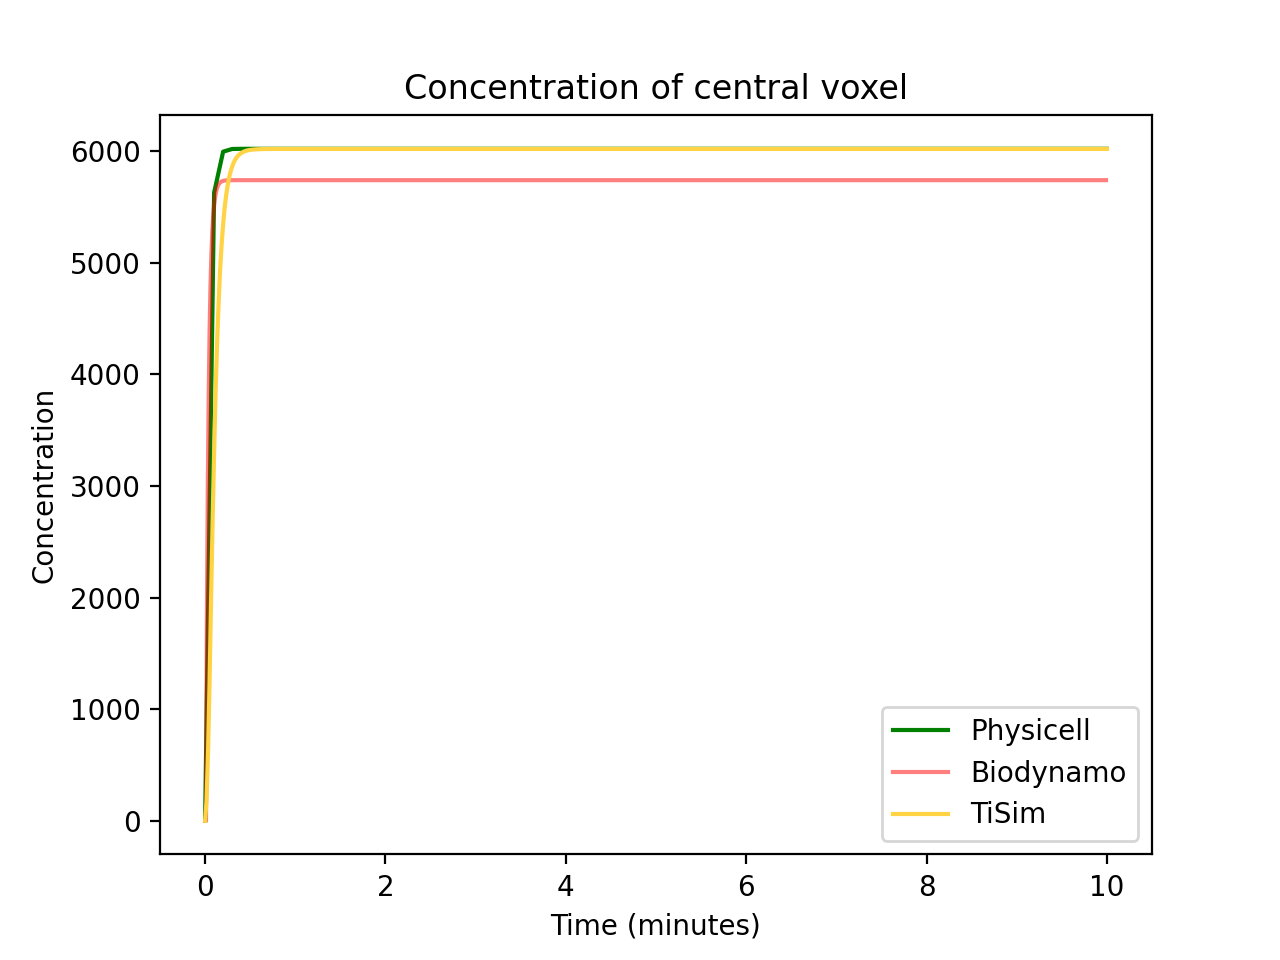 Concentration of central voxel
6000
5000
4000
3000
2000
1000
0
Concentration
0 2 4 6 8 10
Time (minutes)
Physicell
Biodynamo
TiSim